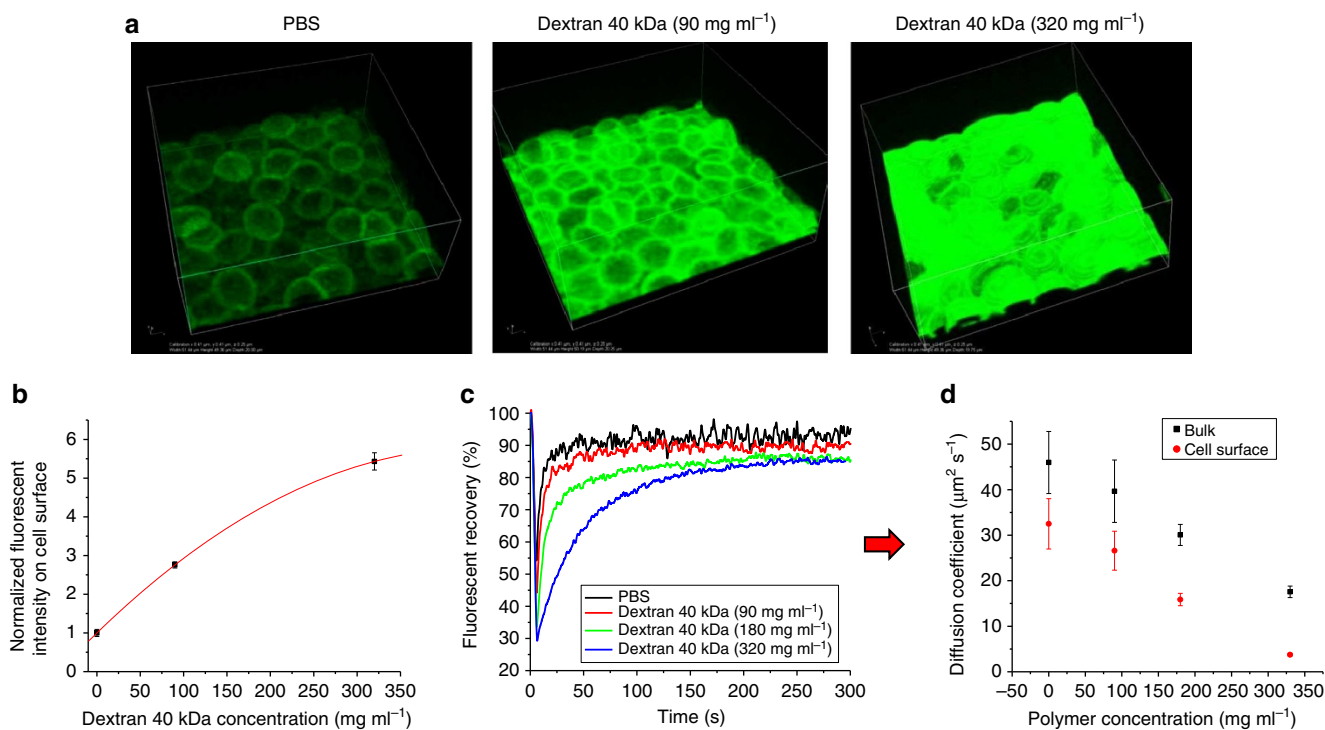 a
PBS
Dextran 40 kDa (90 mg ml⁻¹)
Dextran 40 kDa (320 mg ml⁻¹)
b
Normalized fluorescent
intensity on cell surface
6
5
4
3
2
1
0
0 50 100 150 200 250 300 350
Dextran 40 kDa concentration (mg ml⁻¹)
c
Fluorescent recovery (%)
100
90
80
70
60
50
40
30
20
PBS
Dextran 40 kDa (90 mg ml⁻¹)
Dextran 40 kDa (180 mg ml⁻¹)
Dextran 40 kDa (320 mg ml⁻¹)
0 50 100 150 200 250 300
Time (s)
d
Diffusion coefficient (μm² s⁻¹)
50
40
30
20
10
0
Bulk
Cell surface
−50 0 50 100 150 200 250 300 350
Polymer concentration (mg ml⁻¹)